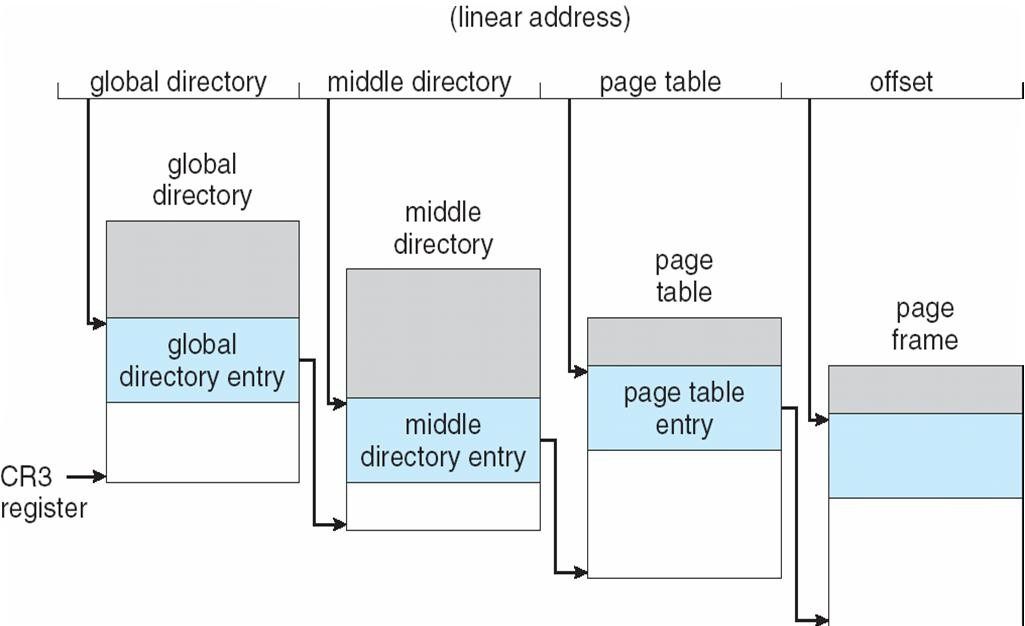 (linear address)
global directory
middle directory
page table
offset
global
directory
middle
directory
page
table
page
frame
global
directory entry
middle
directory entry
page table
entry
CR3
register